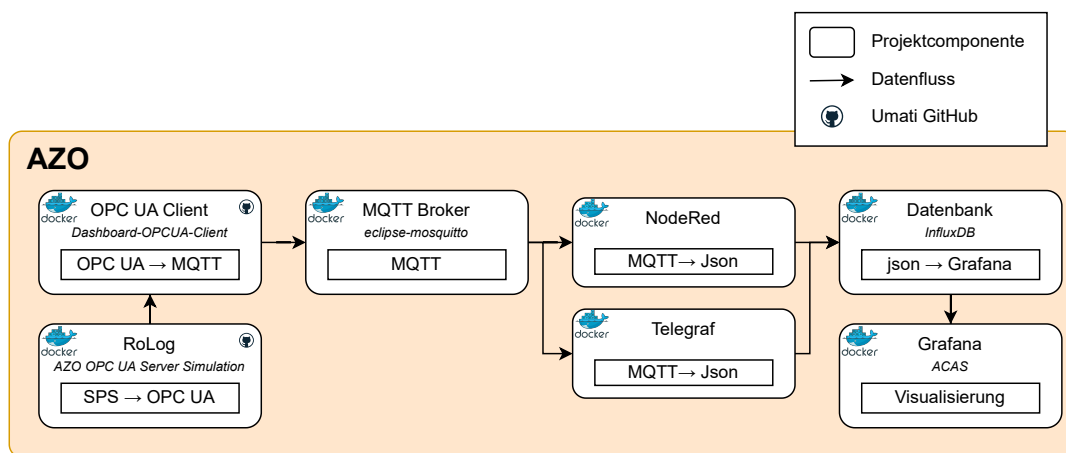 Projektcomponente
Datenfluss
Umati GitHub
AZO
docker
OPC UA Client
Dashboard-OPCUA-Client
OPC UA → MQTT
docker
RoLog
AZO OPC UA Server Simulation
SPS → OPC UA
docker
MQTT Broker
eclipse-mosquitto
MQTT
docker
NodeRed
MQTT→ Json
docker
Telegraf
MQTT→ Json
docker
Datenbank
InfluxDB
json → Grafana
docker
Grafana
ACAS
Visualisierung